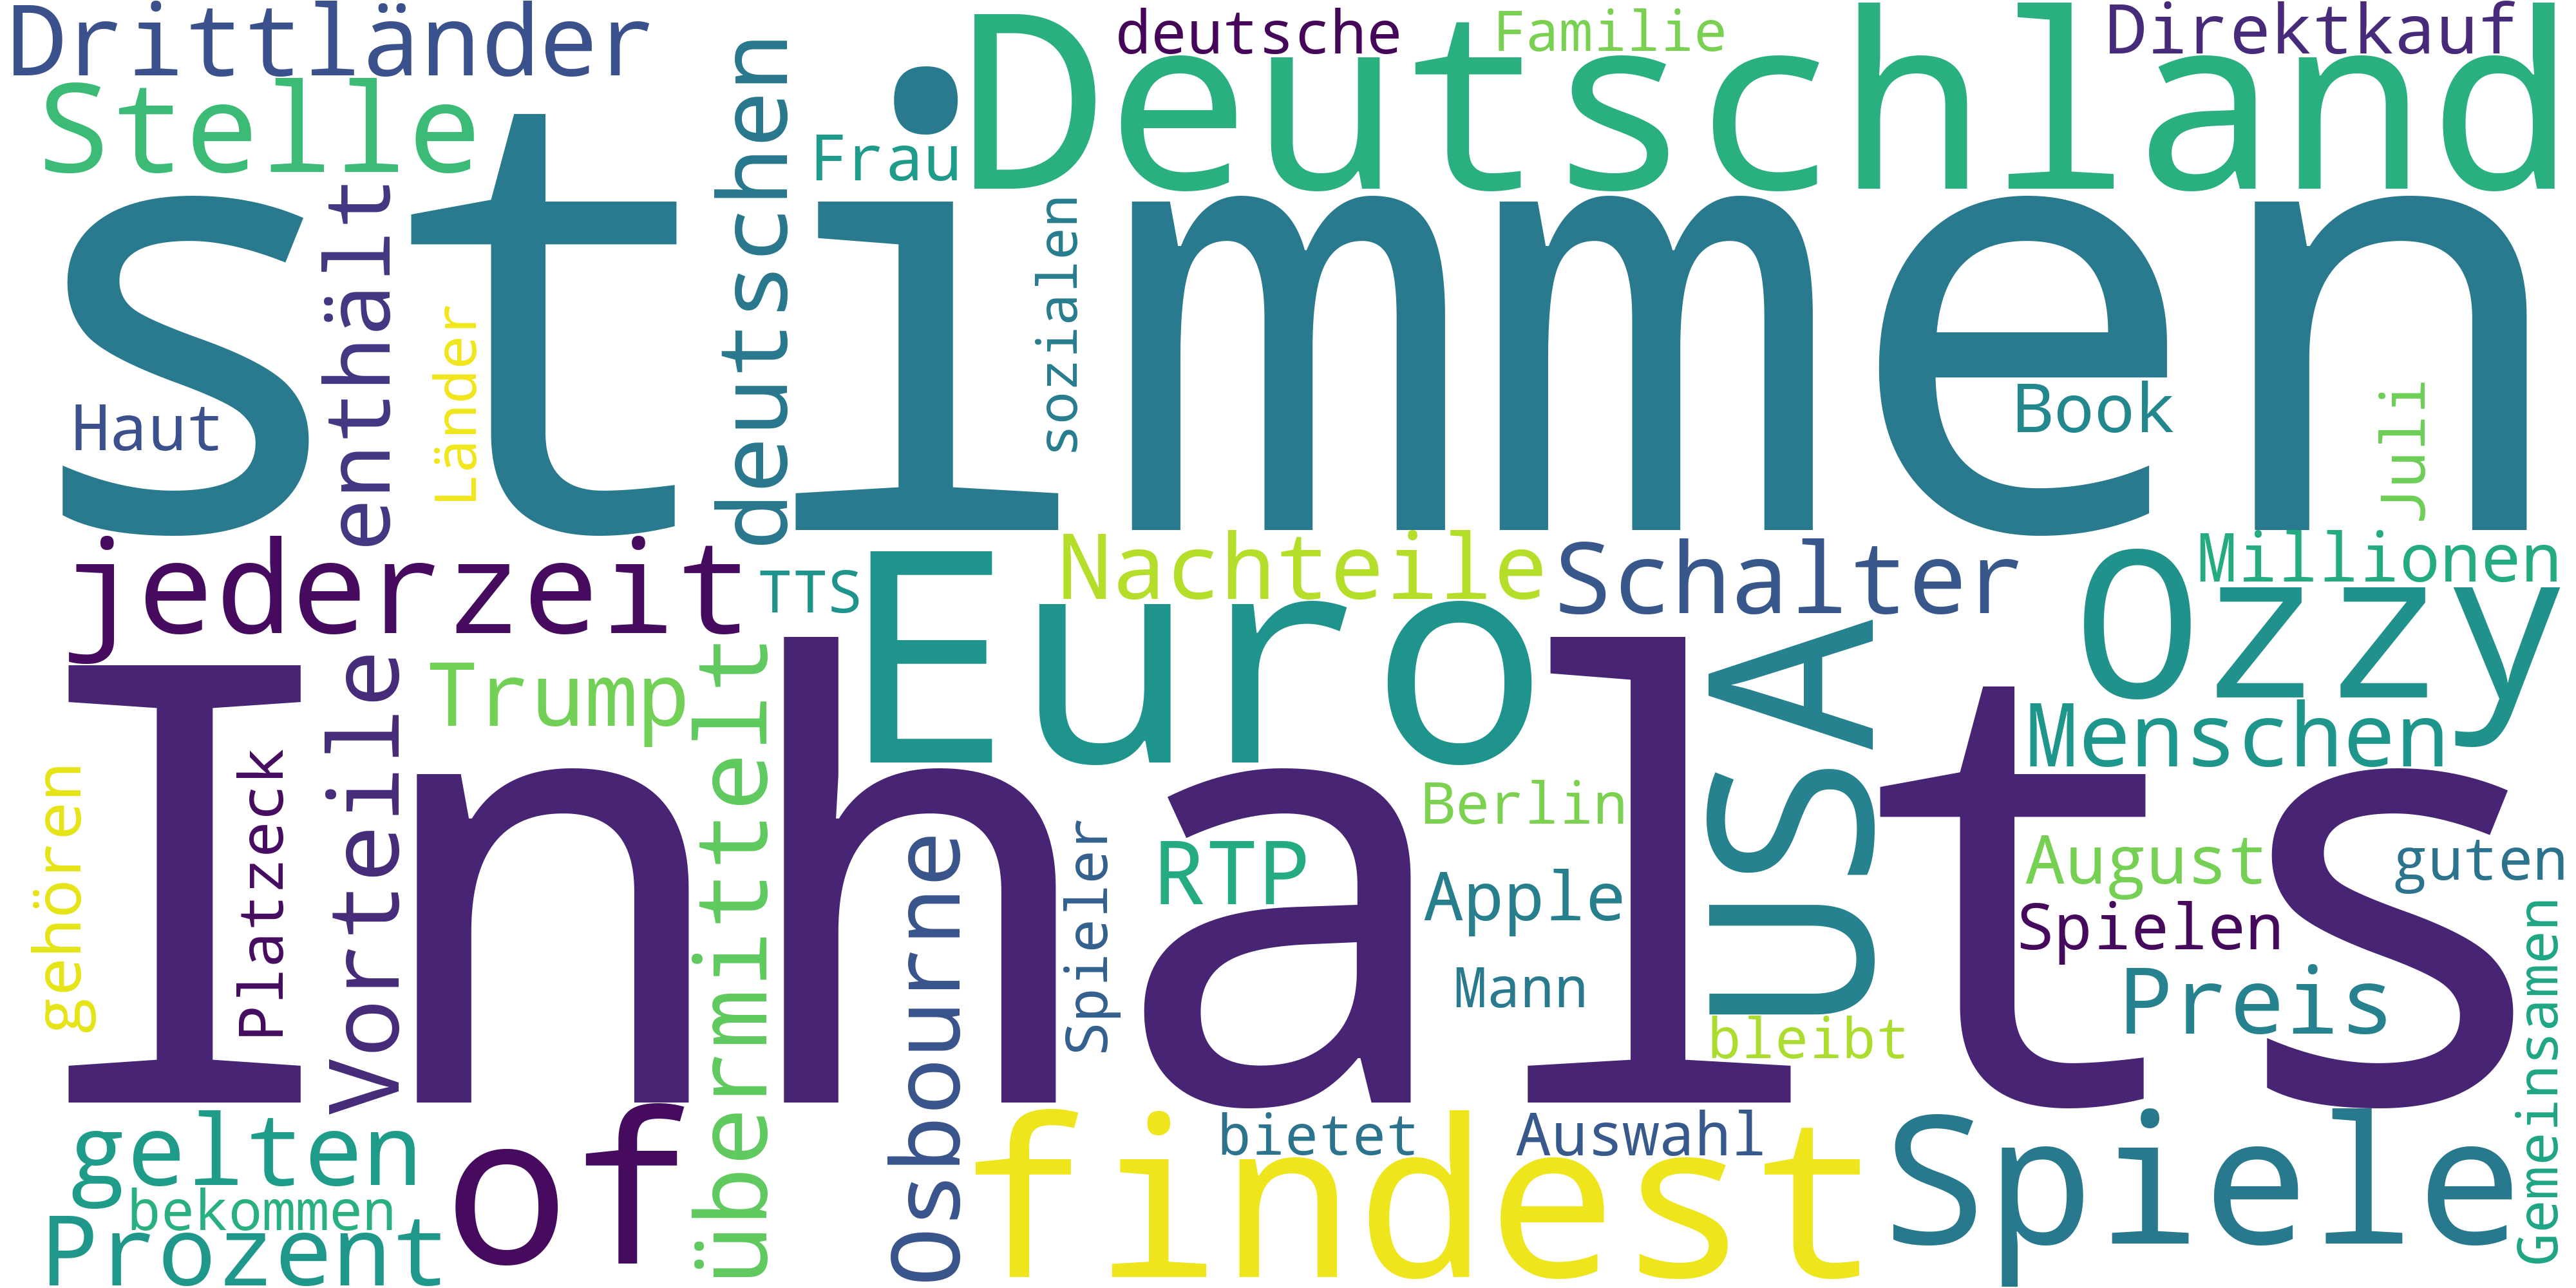 Drittländer
deutsche
Familie
Direktkauf
Deutschland
Stelle
Frau
deutschen
stimmen
enthält
Länder
sozialen
Haut
Book
Juli
jederzeit
TTS
Nachteile
Schalter
Millionen
Euro
Ozzy
Trump
Vorteile
übermittelt
USA
Menschen
Inhalts
gehören
Platzeck
Osbourne
Spieler
RTP
Berlin
Apple
Mann
August
guten
Spielen
Preis
bleibt
Gemeinsamen
gelten
of
bietet
Auswahl
findest
Spiele
bekommen
Prozent